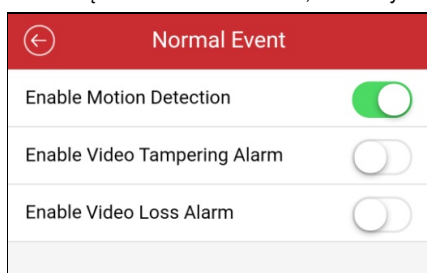 Normal Event
Enable Motion Detection
Enable Video Tampering Alarm
Enable Video Loss Alarm